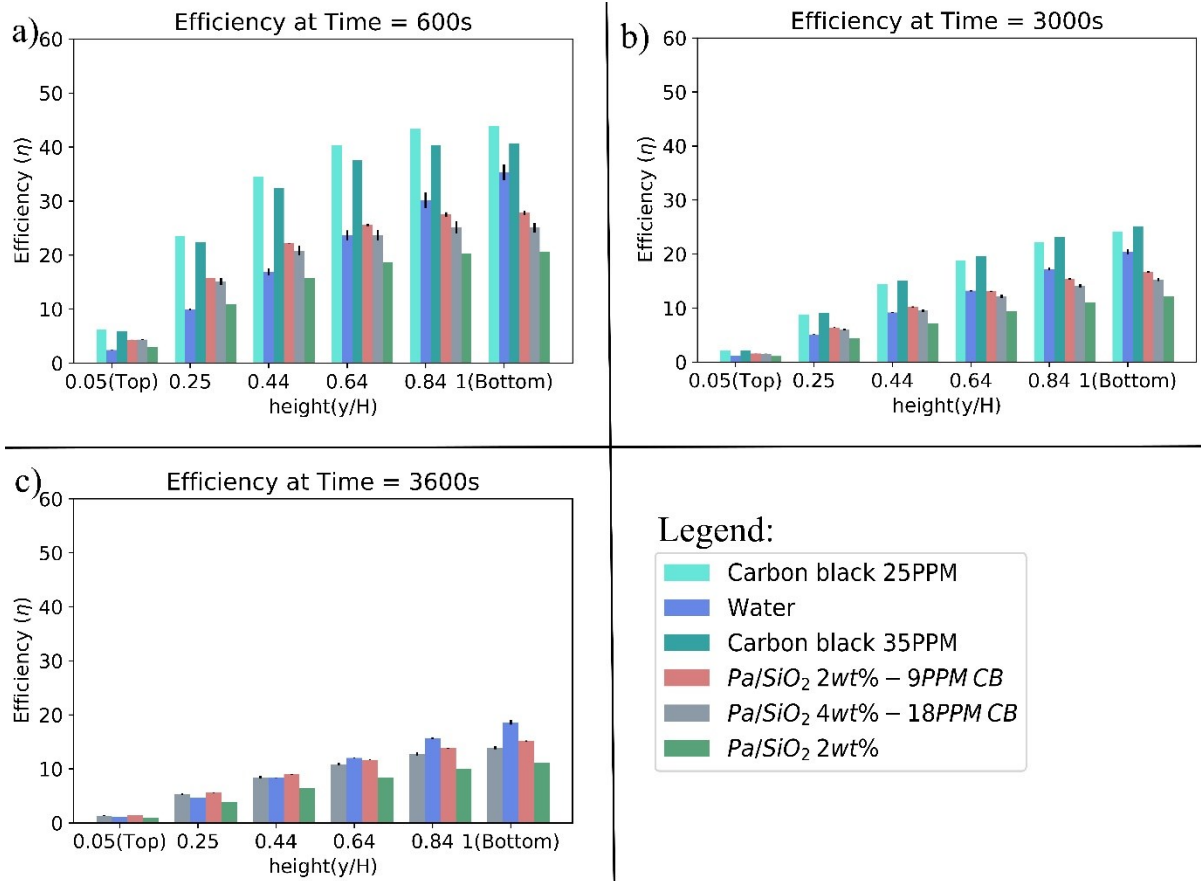 a)
Efficiency at Time = 600s
60
50
40
30
20
10
0
Efficiency (η)
0.05(Top) 0.25 0.44 0.64 0.84 1(Bottom)
height(y/H)
b)
Efficiency at Time = 3000s
60
50
40
30
20
10
0
Efficiency (η)
0.05(Top) 0.25 0.44 0.64 0.84 1(Bottom)
height(y/H)
c)
Efficiency at Time = 3600s
60
50
40
30
20
10
0
Efficiency (η)
0.05(Top) 0.25 0.44 0.64 0.84 1(Bottom)
height(y/H)
Legend:
Carbon black 25PPM
Water
Carbon black 35PPM
Pa/SiO₂ 2wt% − 9PPM CB
Pa/SiO₂ 4wt% − 18PPM CB
Pa/SiO₂ 2wt%